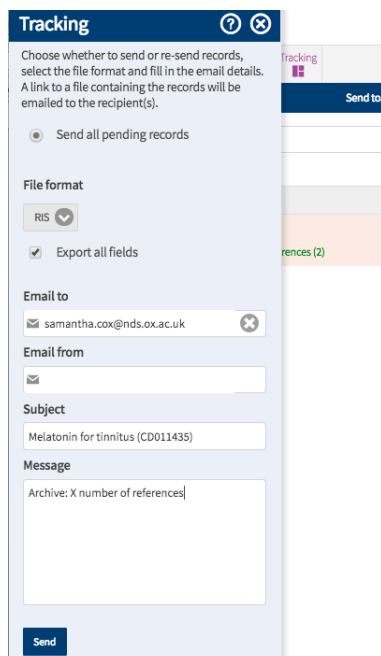 Tracking
Choose whether to send or re-send records,
select the file format and fill in the email details.
A link to a file containing the records will be
emailed to the recipient(s).
Send all pending records
File format
RIS
Export all fields
Email to
samantha.cox@nds.ox.ac.uk
Email from
Subject
Melatonin for tinnitus (CD011435)
Message
Archive: X number of references
Send
Tracking
Send to
rences (2)